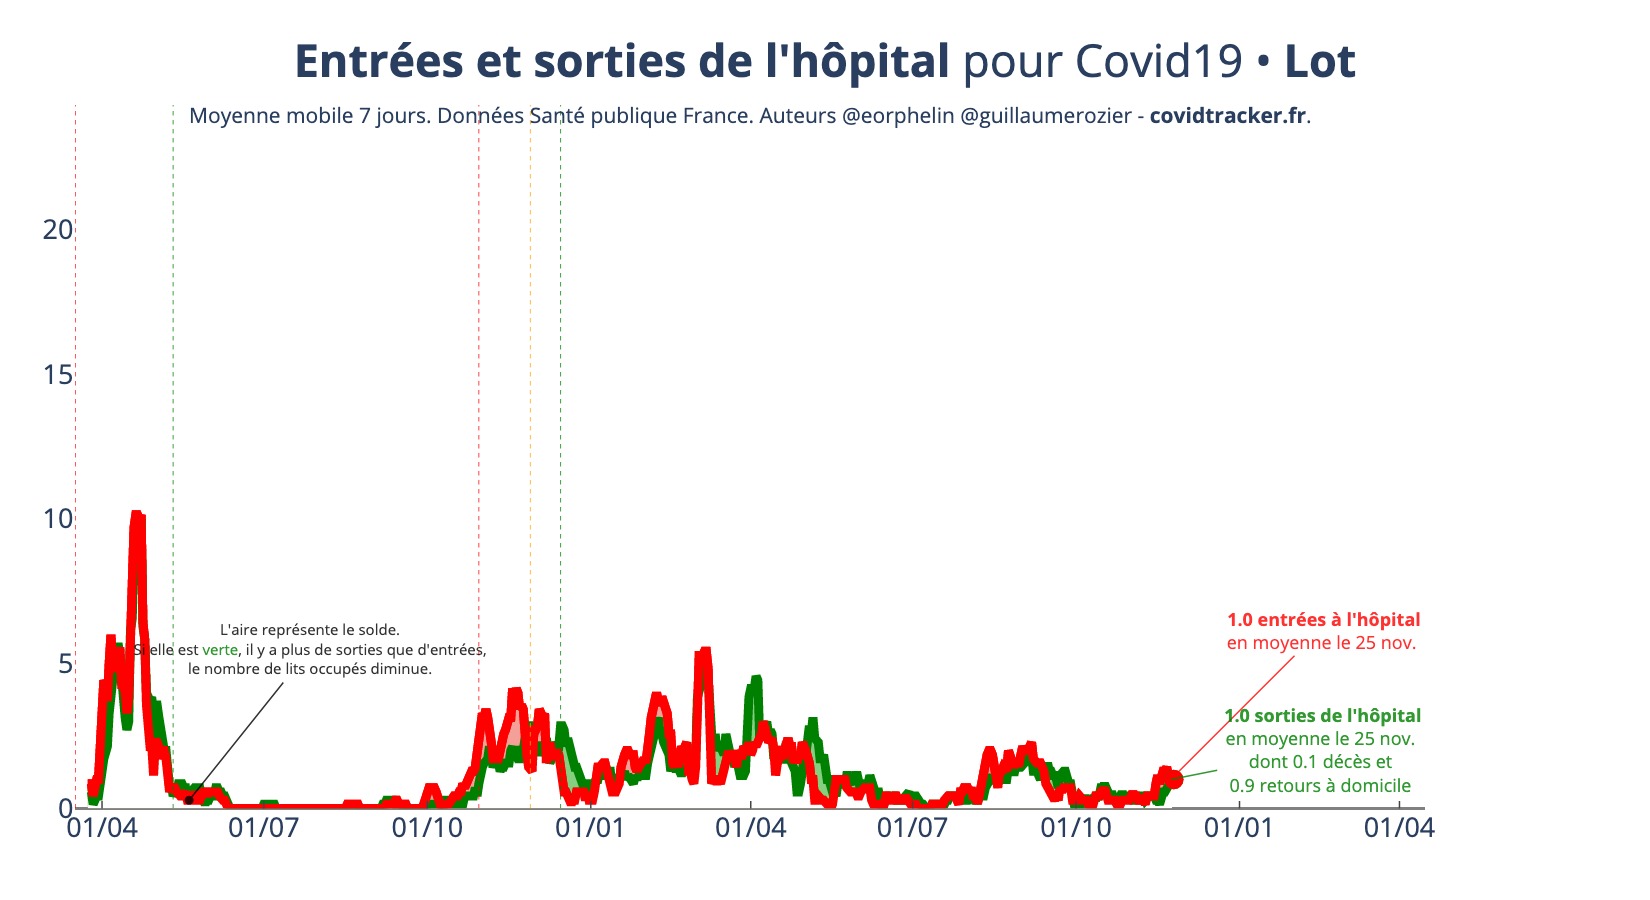 Entrées et sorties de l'hôpital pour Covid19 • Lot
Moyenne mobile 7 jours. Données Santé publique France. Auteurs @eorphelin @guillaumerozier - covidtracker.fr.
20
15
10
5
0
L'aire représente le solde.
Si elle est verte, il y a plus de sorties que d'entrées,
le nombre de lits occupés diminue.
1.0 entrées à l'hôpital
en moyenne le 25 nov.
1.0 sorties de l'hôpital
en moyenne le 25 nov.
dont 0.1 décès et
0.9 retours à domicile
01/04 01/07 01/10 01/01 01/04 01/07 01/10 01/01 01/04